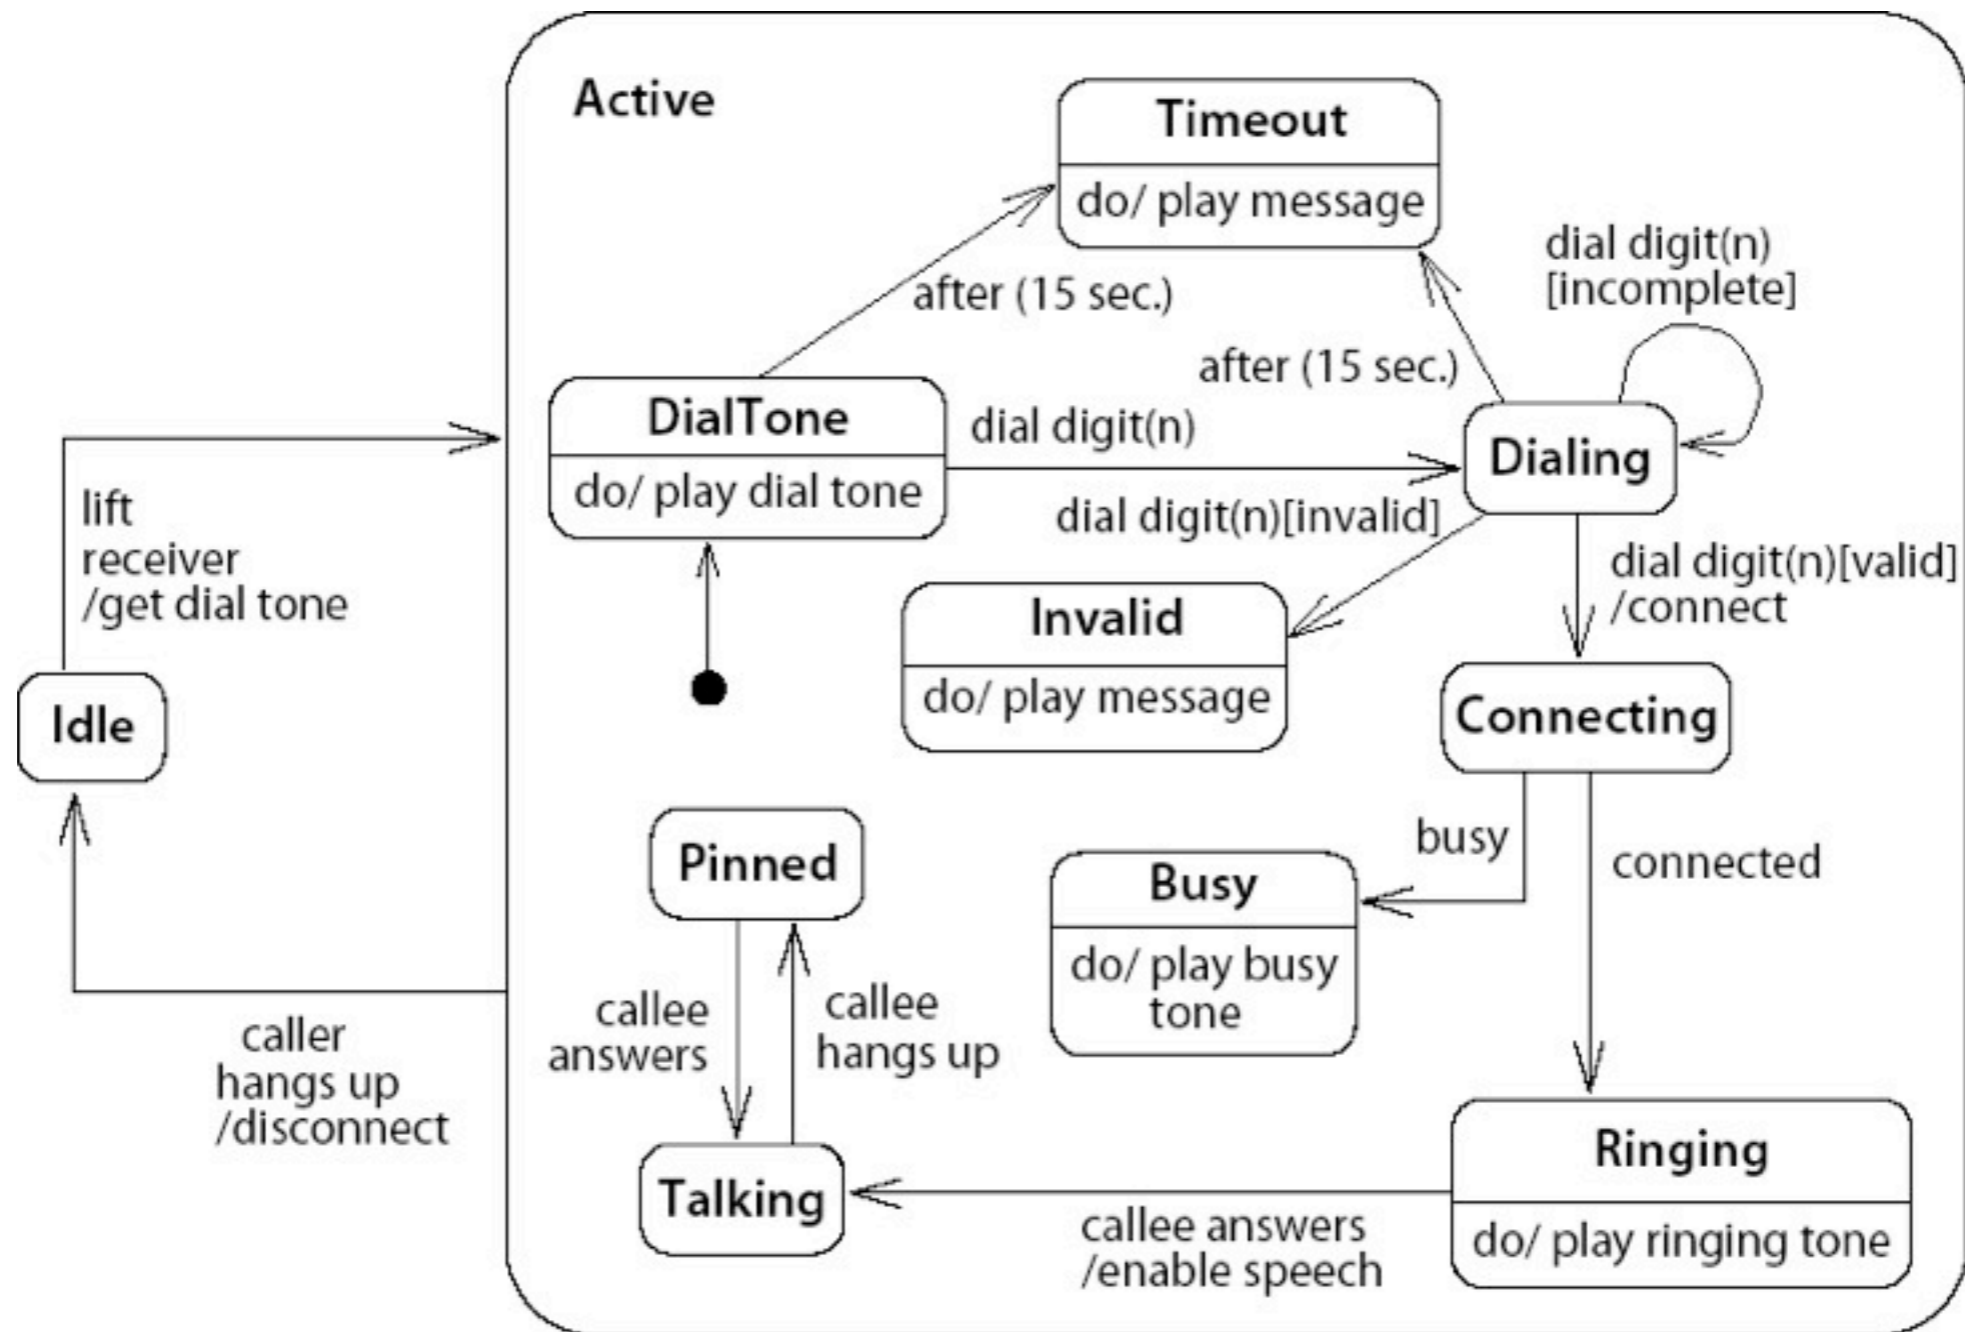 Active
Timeout
do/ play message
dial digit(n)
[incomplete]
after (15 sec.)
after (15 sec.)
DialTone
do/ play dial tone
dial digit(n)
Dialing
lift
receiver
/get dial tone
dial digit(n)[invalid]
dial digit(n)[valid]
/connect
Invalid
do/ play message
Idle
Connecting
Pinned
busy
connected
Busy
do/ play busy
tone
callee
answers
callee
hangs up
caller
hangs up
/disconnect
Ringing
do/ play ringing tone
Talking
callee answers
/enable speech